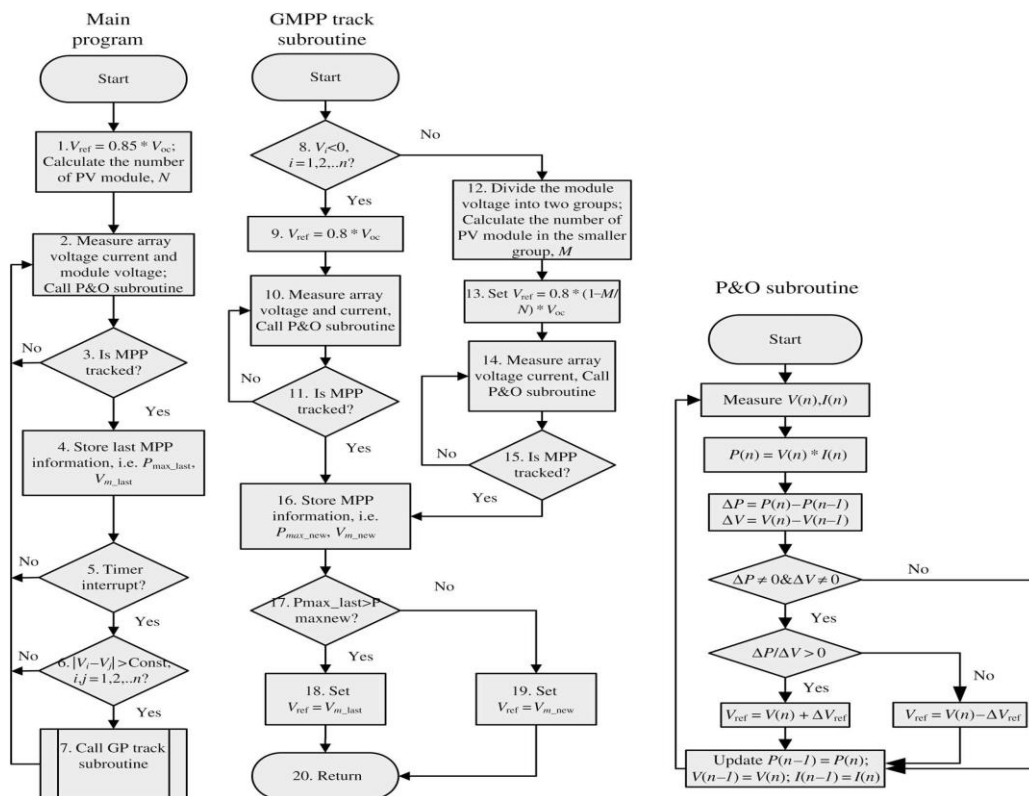 Main
program
Start
1.Vref = 0.85 * Voc;
Calculate the number
of PV module, N
2. Measure array
voltage current and
module voltage;
Call P&O subroutine
No
3. Is MPP
tracked?
Yes
4. Store last MPP
information, i.e. Pmax_last,
Vm_last
No
5. Timer
interrupt?
Yes
No
6.|Vi−Vj|>Const,
i,j=1,2,..n?
Yes
7. Call GP track
subroutine
GMPP track
subroutine
Start
8. Vi<0,
i=1,2,..n?
No
Yes
9. Vref = 0.8 * Voc
10. Measure array
voltage and current,
Call P&O subroutine
No
11. Is MPP
tracked?
Yes
12. Divide the module
voltage into two groups;
Calculate the number of
PV module in the smaller
group, M
13. Set Vref = 0.8 * (1–M/
N) * Voc
14. Measure array
voltage current, Call
P&O subroutine
No
15. Is MPP
tracked?
Yes
16. Store MPP
information, i.e.
Pmax_new, Vm_new
17. Pmax_last>P
maxnew?
No
Yes
18. Set
Vref = Vm_last
19. Set
Vref = Vm_new
20. Return
P&O subroutine
Start
Measure V(n),I(n)
P(n) = V(n) * I(n)
ΔP = P(n)–P(n–1)
ΔV = V(n)–V(n–1)
ΔP ≠ 0&ΔV ≠ 0
No
Yes
ΔP/ΔV > 0
No
Yes
Vref = V(n) + ΔVref
Vref = V(n)–ΔVref
Update P(n–1) = P(n);
V(n–1) = V(n); I(n–1) = I(n)